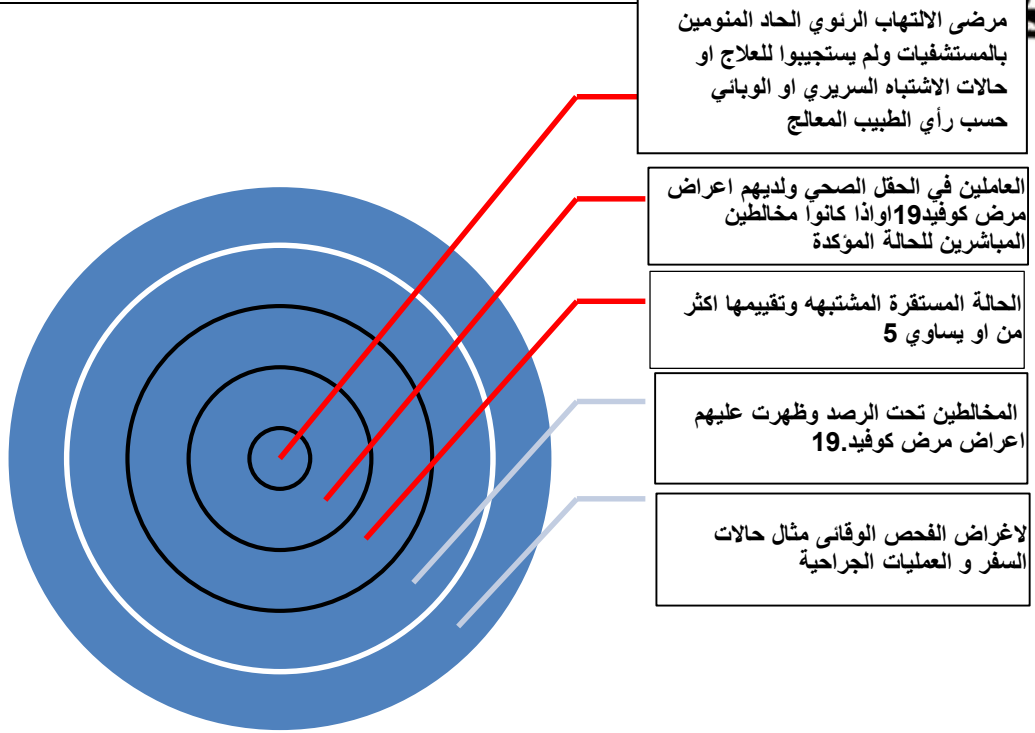 مرضى الالتهاب الرئوي الحاد المنومين
بالمستشفيات ولم يستجيبوا للعلاج او
حالات الاشتباه السريري او الوبائي
حسب رأي الطبيب المعالج
العاملين في الحقل الصحي ولديهم اعراض
مرض كوفيد19اواذا كانوا مخالطين
المباشرين للحالة المؤكدة
الحالة المستقرة المشتبهه وتقييمها اكثر
من او يساوي 5
المخالطين تحت الرصد وظهرت عليهم
اعراض مرض كوفيد.19
لاغراض الفحص الوقائى مثال حالات
السفر و العمليات الجراحية